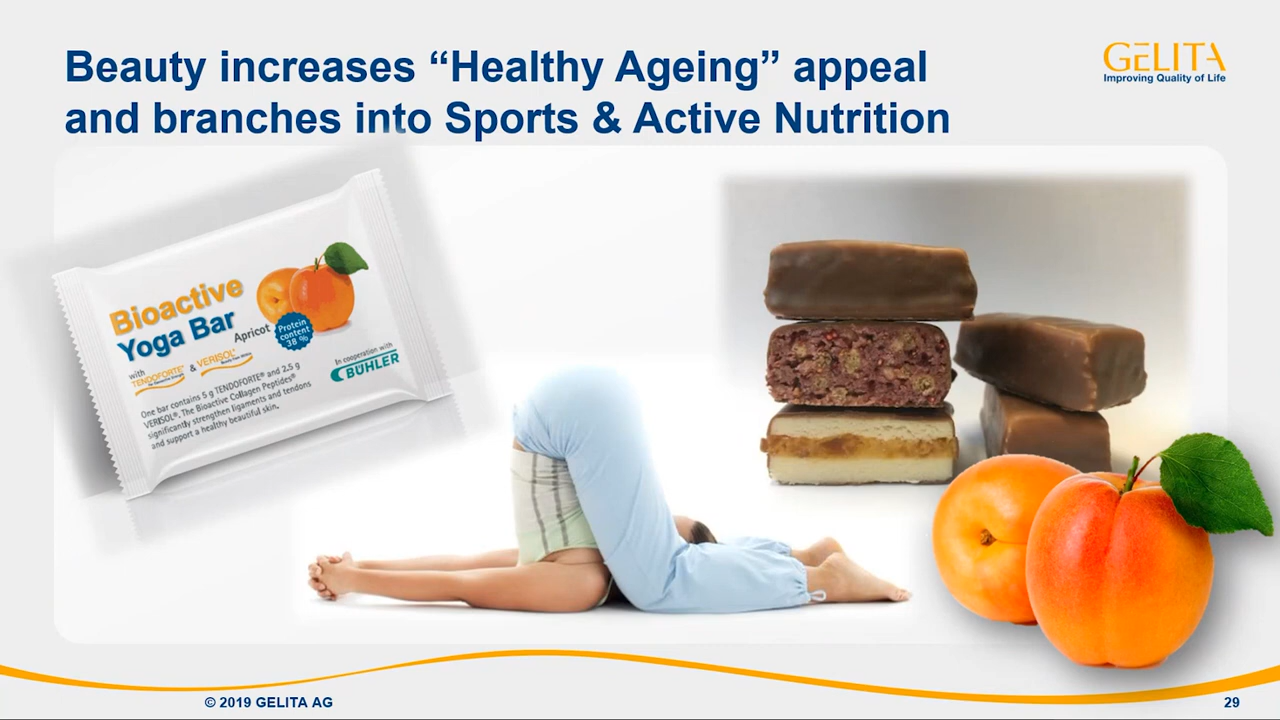 Beauty increases “Healthy Ageing” appeal
and branches into Sports & Active Nutrition
GELITA
Improving Quality of Life
Bioactive
Yoga Bar
Apricot
Protein
content
38 %
with
TENDOFORTE® & VERISOL®
In cooperation with
BÜHLER
One bar contains 5 g TENDOFORTE® and 2,5 g
VERISOL®. The Bioactive Collagen Peptides®
significantly strengthen ligaments and tendons
and support a healthy beautiful skin.
© 2019 GELITA AG
29